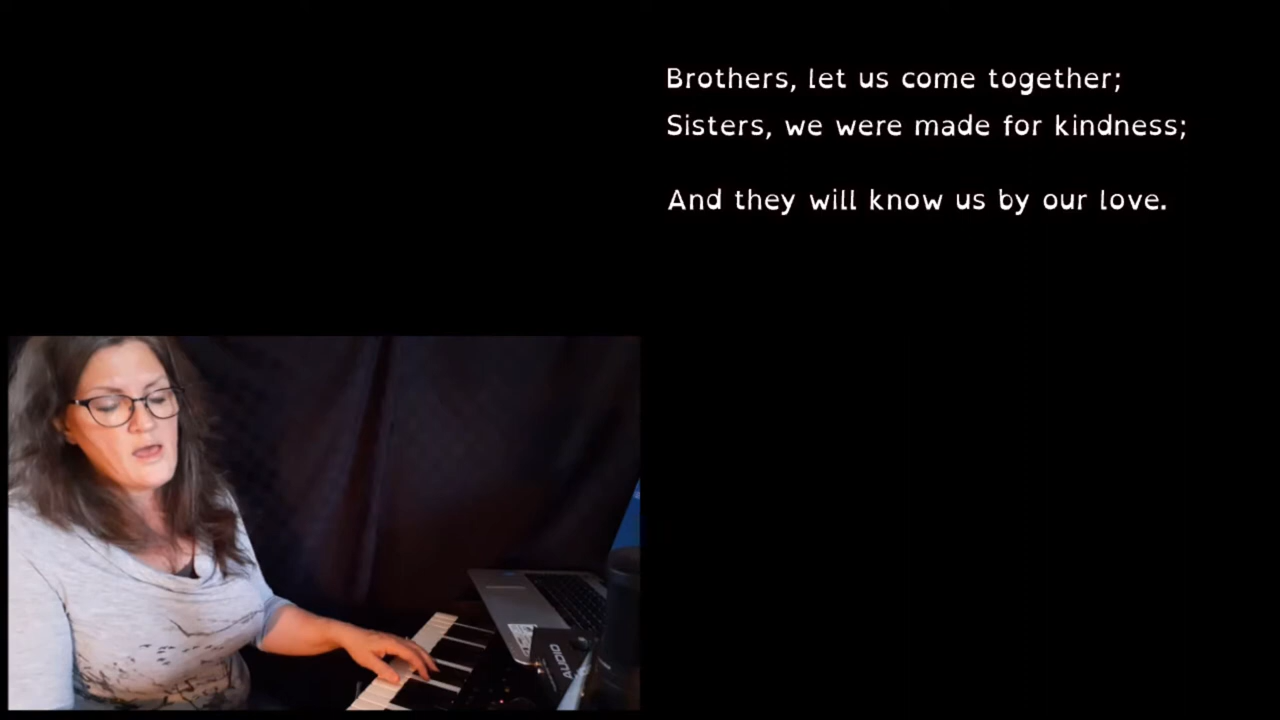 Brothers, let us come together;
Sisters, we were made for kindness;
And they will know us by our love.
AUDIO